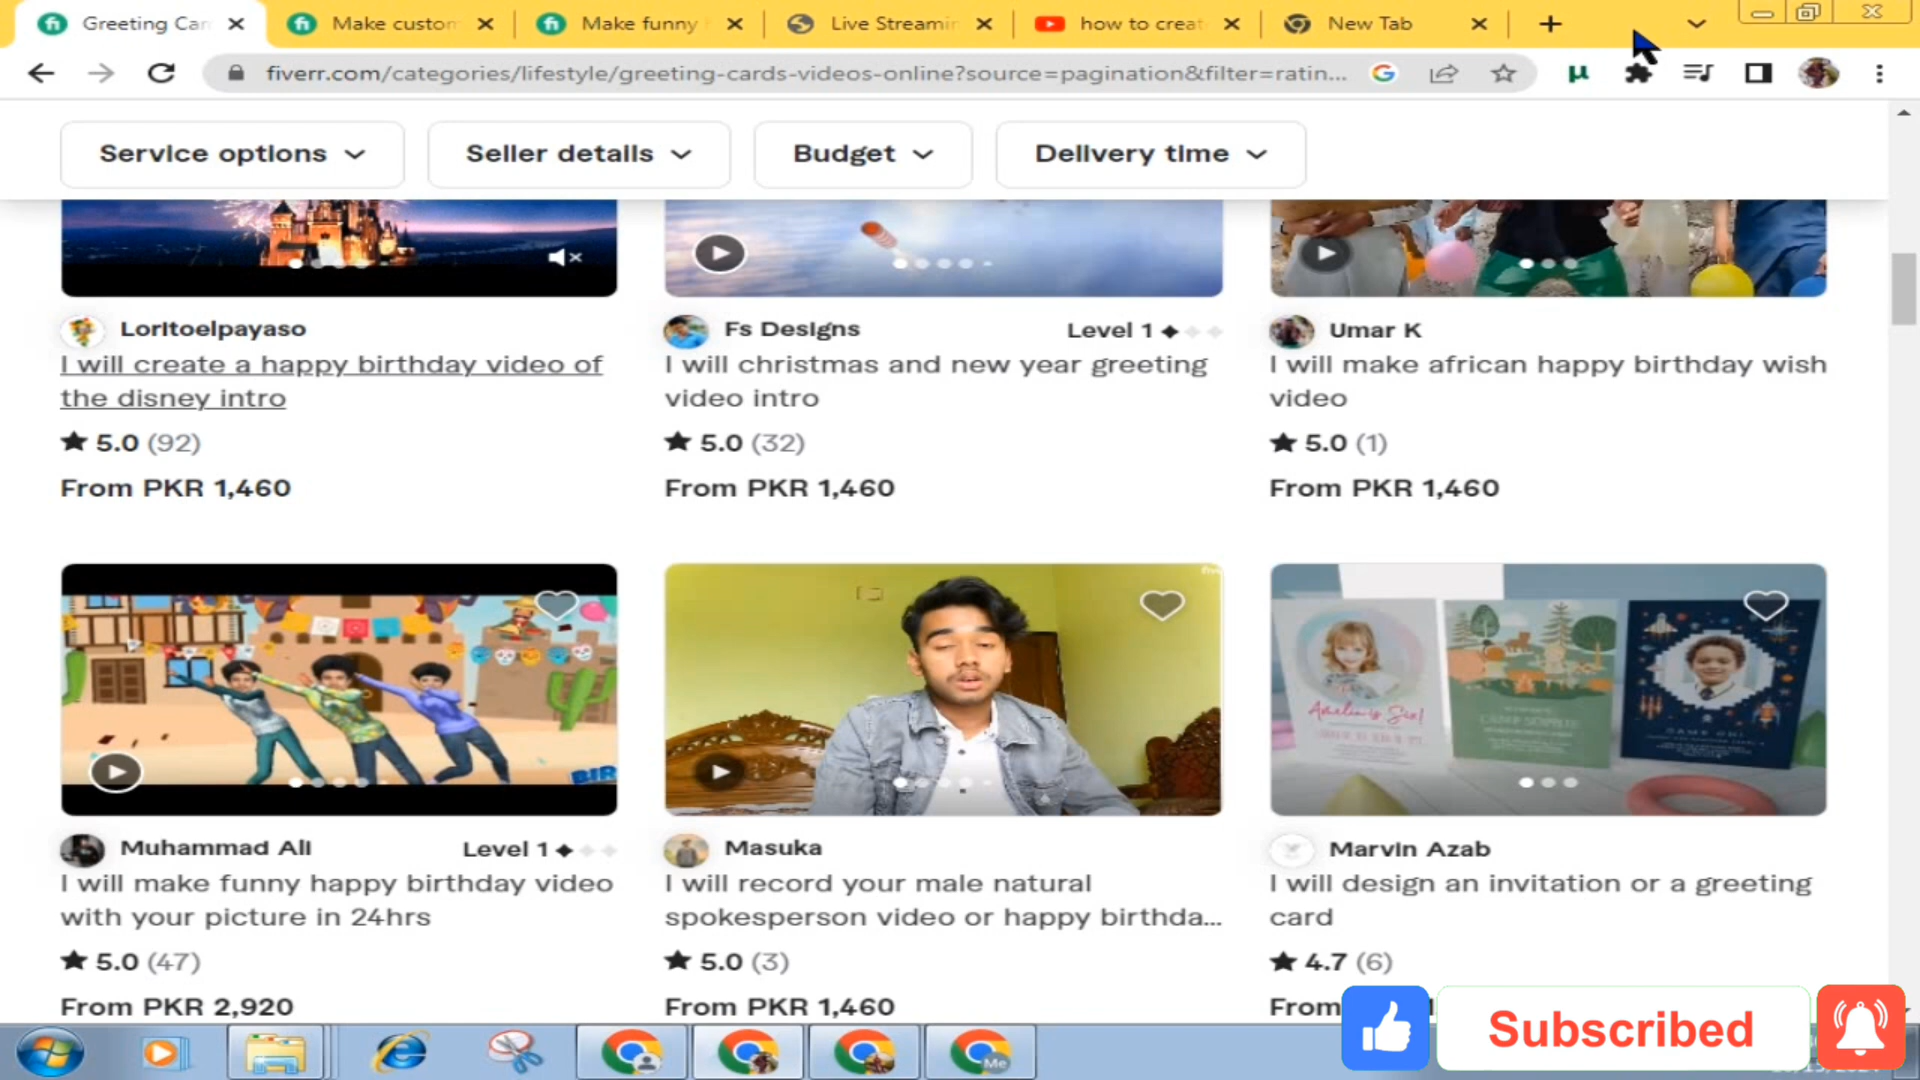 Greeting Car
Make custom
Make funny
Live Streamin
how to creat
New Tab
fiverr.com/categories/lifestyle/greeting-cards-videos-online?source=pagination&filter=ratin...
Service options
Seller details
Budget
Delivery time
Loritoelpayaso
I will create a happy birthday video of
the disney intro
5.0 (92)
From PKR 1,460
Fs Designs
Level 1
I will christmas and new year greeting
video intro
5.0 (32)
From PKR 1,460
Umar K
I will make african happy birthday wish
video
5.0 (1)
From PKR 1,460
BIR
Muhammad Ali
Level 1
I will make funny happy birthday video
with your picture in 24hrs
5.0 (47)
From PKR 2,920
Masuka
I will record your male natural
spokesperson video or happy birthda...
5.0 (3)
From PKR 1,460
Amelia is Six!
Marvin Azab
I will design an invitation or a greeting
card
4.7 (6)
From
Subscribed
Me